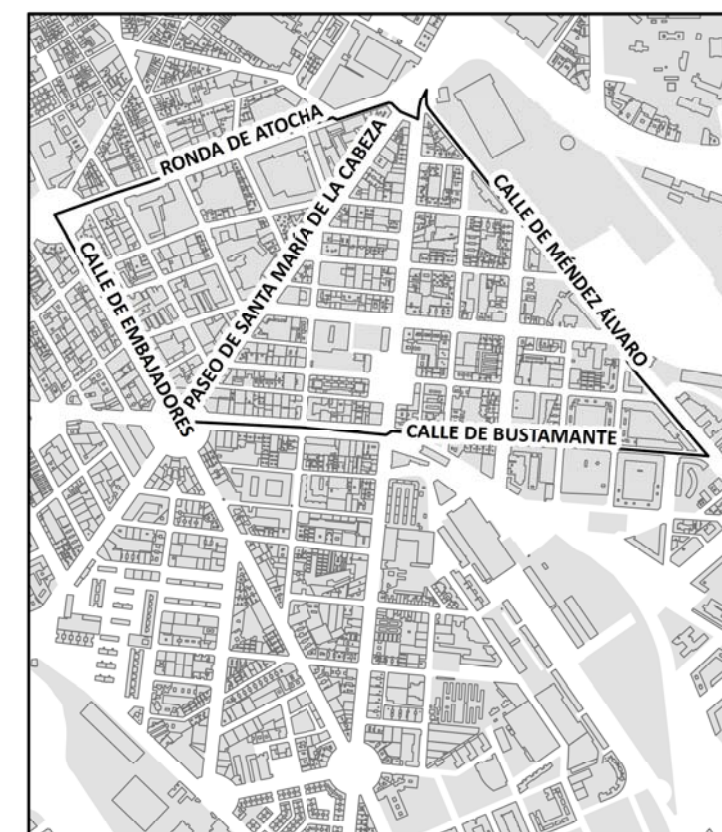 RONDA DE ATOCHA
PASEO DE SANTA MARÍA DE LA CABEZA
CALLE DE MÉNDEZ ÁLVARO
CALLE DE EMBAJADORES
CALLE DE BUSTAMANTE